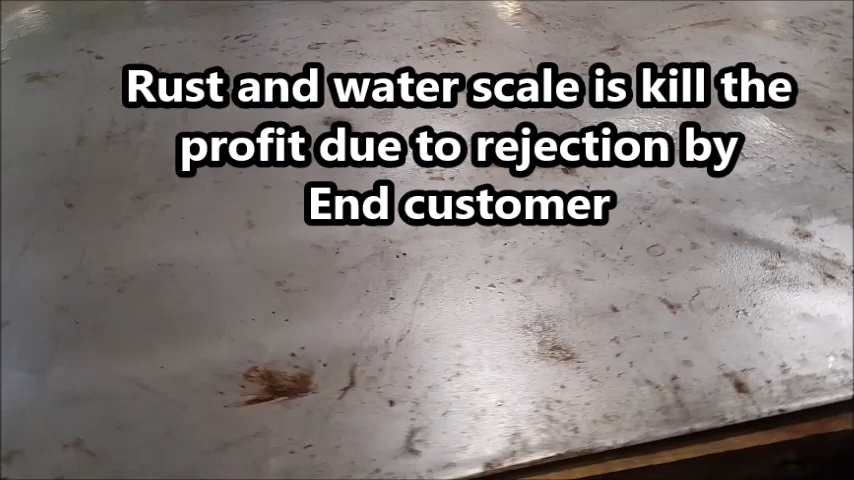 Rust and water scale is kill the
profit due to rejection by
End customer